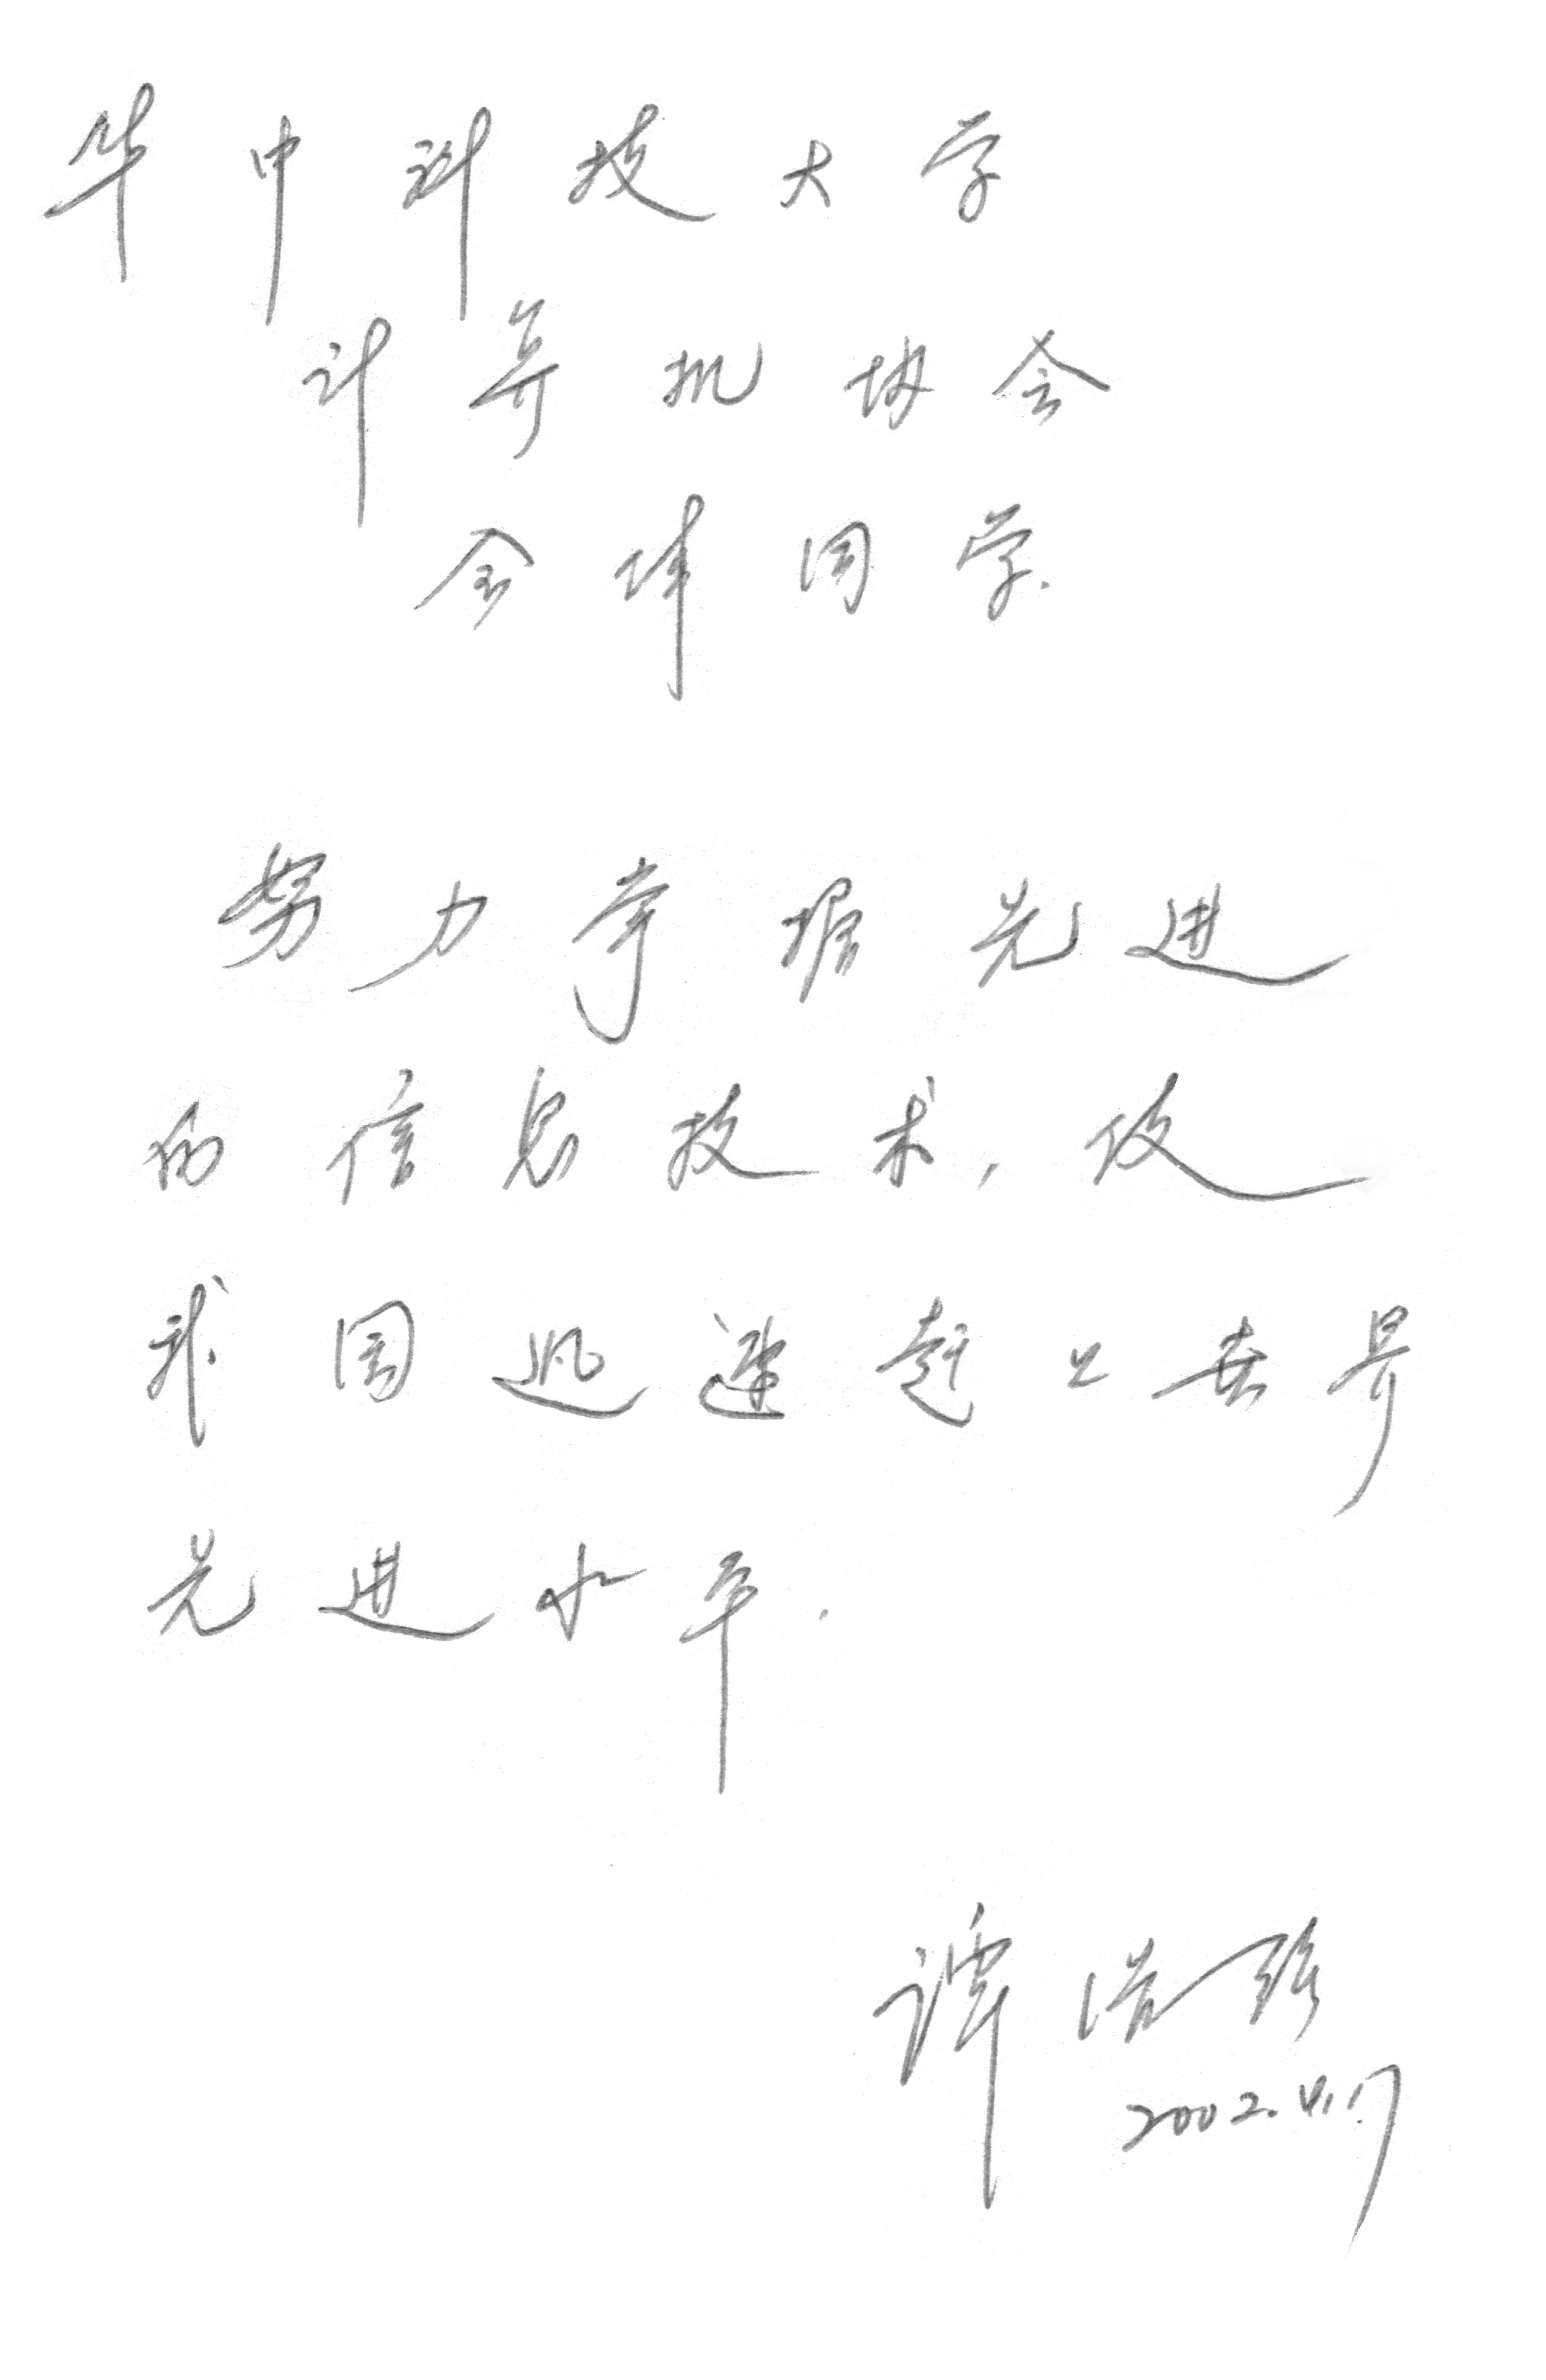 华中科技大学
计算机协会
全体同学.
努力掌握先进
的信息技术,使
我国迅速赶上世界
先进水平.
谭浩强
2002.4.17